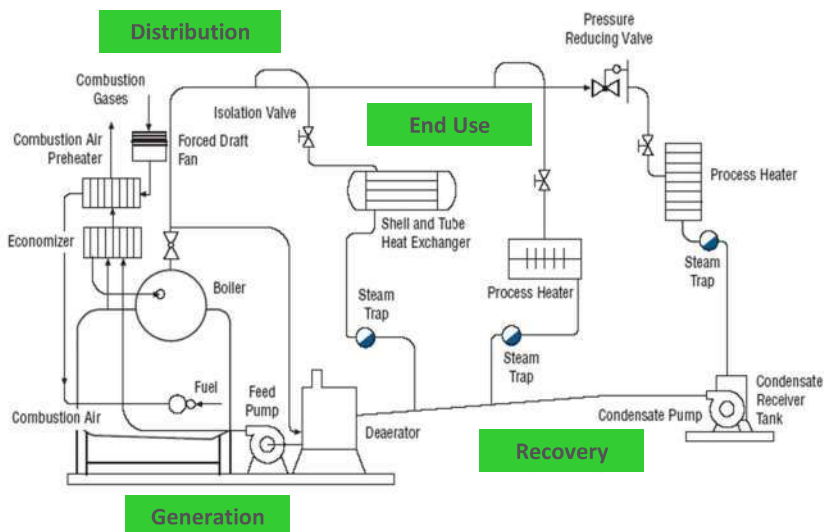 Distribution
Pressure
Reducing Valve
Combustion
Gases
Isolation Valve
End Use
Combustion Air
Preheater
Forced Draft
Fan
Process Heater
Shell and Tube
Heat Exchanger
Economizer
Boiler
Steam
Trap
Process Heater
Steam
Trap
Steam
Trap
Fuel
Feed
Pump
Combustion Air
Deaerator
Condensate Pump
Condensate
Receiver
Tank
Recovery
Generation